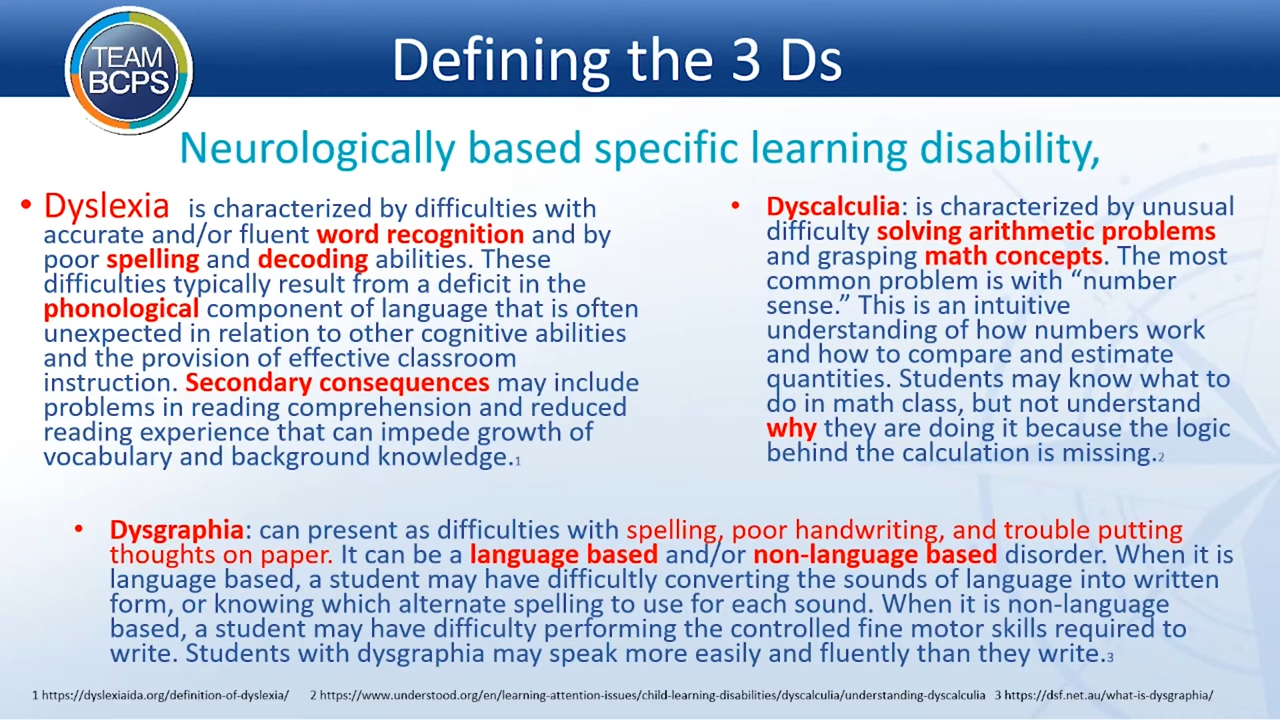 TEAM
BCPS
Defining the 3 Ds
Neurologically based specific learning disability,
• Dyslexia is characterized by difficulties with
accurate and/or fluent word recognition and by
poor spelling and decoding abilities. These
difficulties typically result from a deficit in the
phonological component of language that is often
unexpected in relation to other cognitive abilities
and the provision of effective classroom
instruction. Secondary consequences may include
problems in reading comprehension and reduced
reading experience that can impede growth of
vocabulary and background knowledge.1
• Dyscalculia: is characterized by unusual
difficulty solving arithmetic problems
and grasping math concepts. The most
common problem is with “number
sense.” This is an intuitive
understanding of how numbers work
and how to compare and estimate
quantities. Students may know what to
do in math class, but not understand
why they are doing it because the logic
behind the calculation is missing.2
• Dysgraphia: can present as difficulties with spelling, poor handwriting, and trouble putting
thoughts on paper. It can be a language based and/or non-language based disorder. When it is
language based, a student may have difficultly converting the sounds of language into written
form, or knowing which alternate spelling to use for each sound. When it is non-language
based, a student may have difficulty performing the controlled fine motor skills required to
write. Students with dysgraphia may speak more easily and fluently than they write.3
1 https://dyslexiaida.org/definition-of-dyslexia/ 2 https://www.understood.org/en/learning-attention-issues/child-learning-disabilities/dyscalculia/understanding-dyscalculia 3 https://dsf.net.au/what-is-dysgraphia/